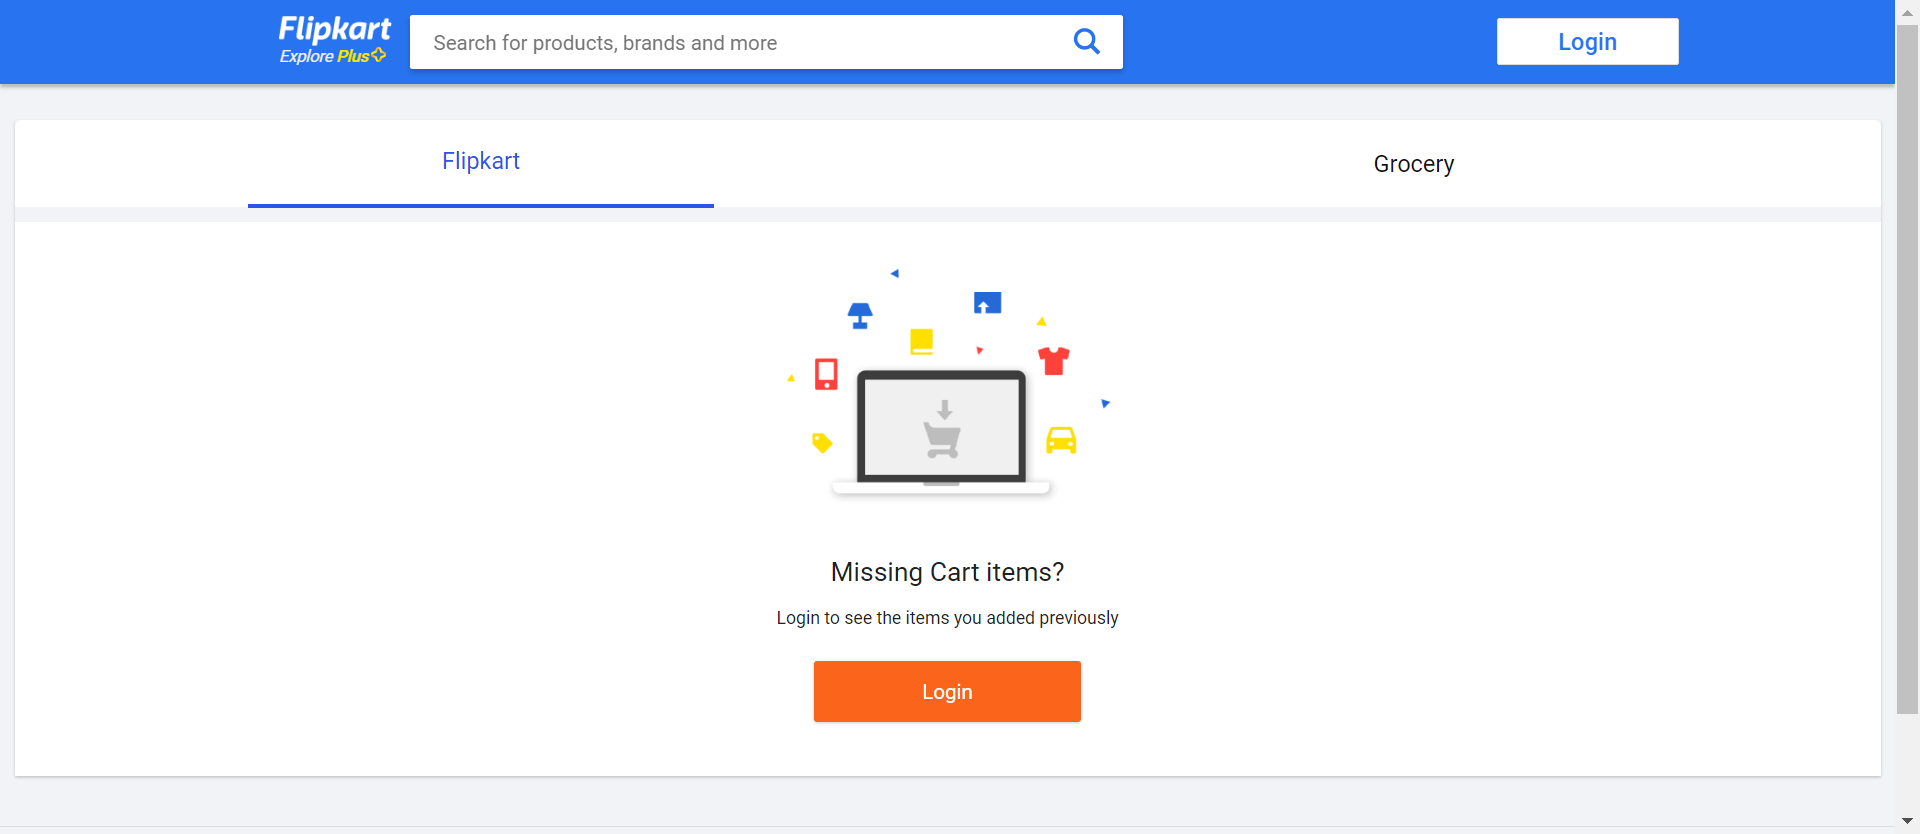 Flipkart
Explore Plus
Search for products, brands and more
Login
Flipkart
Grocery
Missing Cart items?
Login to see the items you added previously
Login